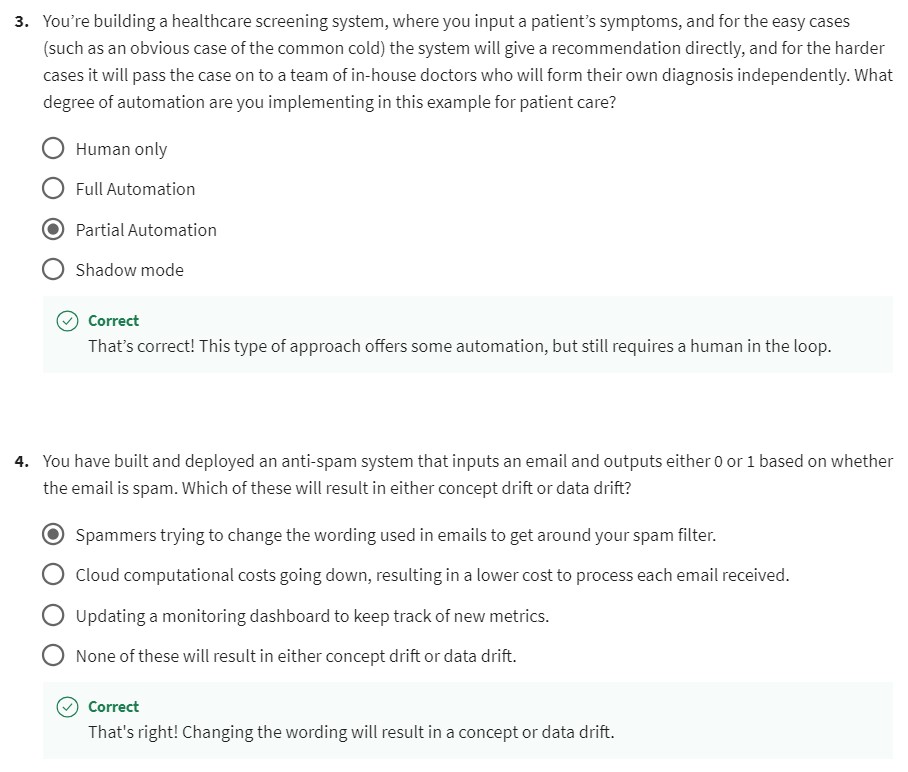 3. You’re building a healthcare screening system, where you input a patient’s symptoms, and for the easy cases
(such as an obvious case of the common cold) the system will give a recommendation directly, and for the harder
cases it will pass the case on to a team of in-house doctors who will form their own diagnosis independently. What
degree of automation are you implementing in this example for patient care?
Human only
Full Automation
Partial Automation
Shadow mode
Correct
That’s correct! This type of approach offers some automation, but still requires a human in the loop.
4. You have built and deployed an anti-spam system that inputs an email and outputs either 0 or 1 based on whether
the email is spam. Which of these will result in either concept drift or data drift?
Spammers trying to change the wording used in emails to get around your spam filter.
Cloud computational costs going down, resulting in a lower cost to process each email received.
Updating a monitoring dashboard to keep track of new metrics.
None of these will result in either concept drift or data drift.
Correct
That's right! Changing the wording will result in a concept or data drift.